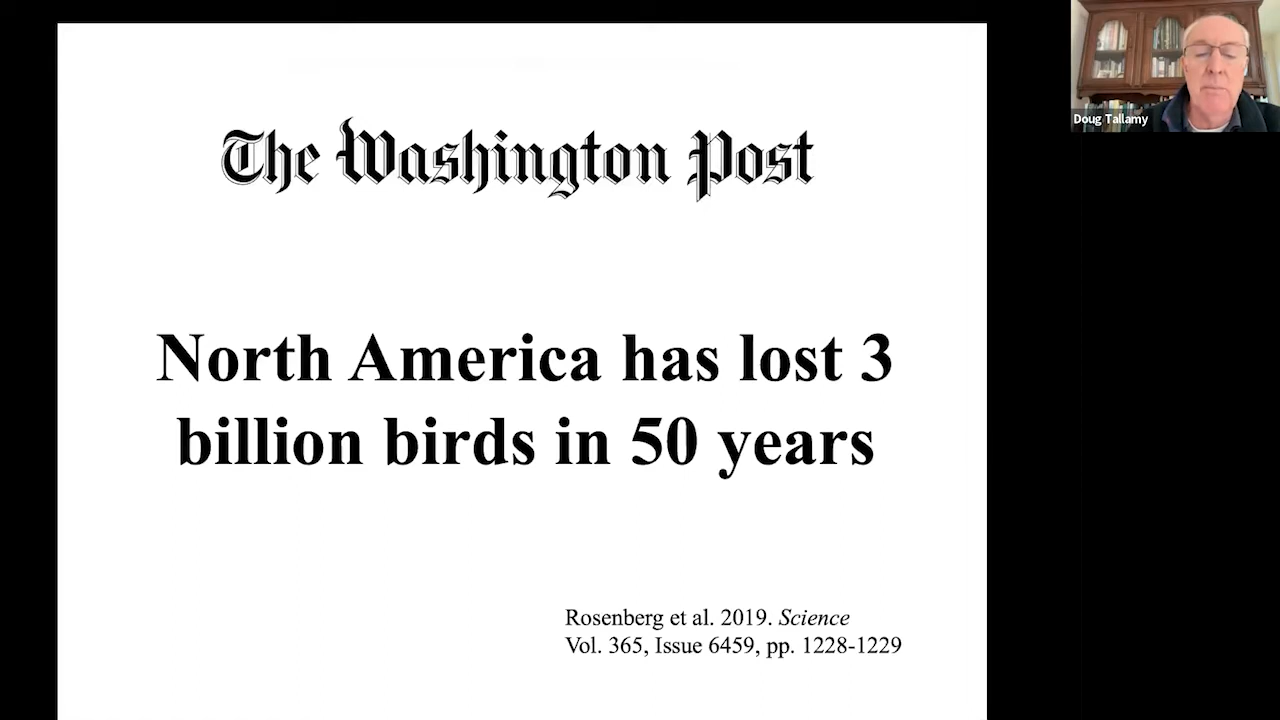 The Washington Post
North America has lost 3
billion birds in 50 years
Rosenberg et al. 2019. Science
Vol. 365, Issue 6459, pp. 1228-1229
Doug Tallamy